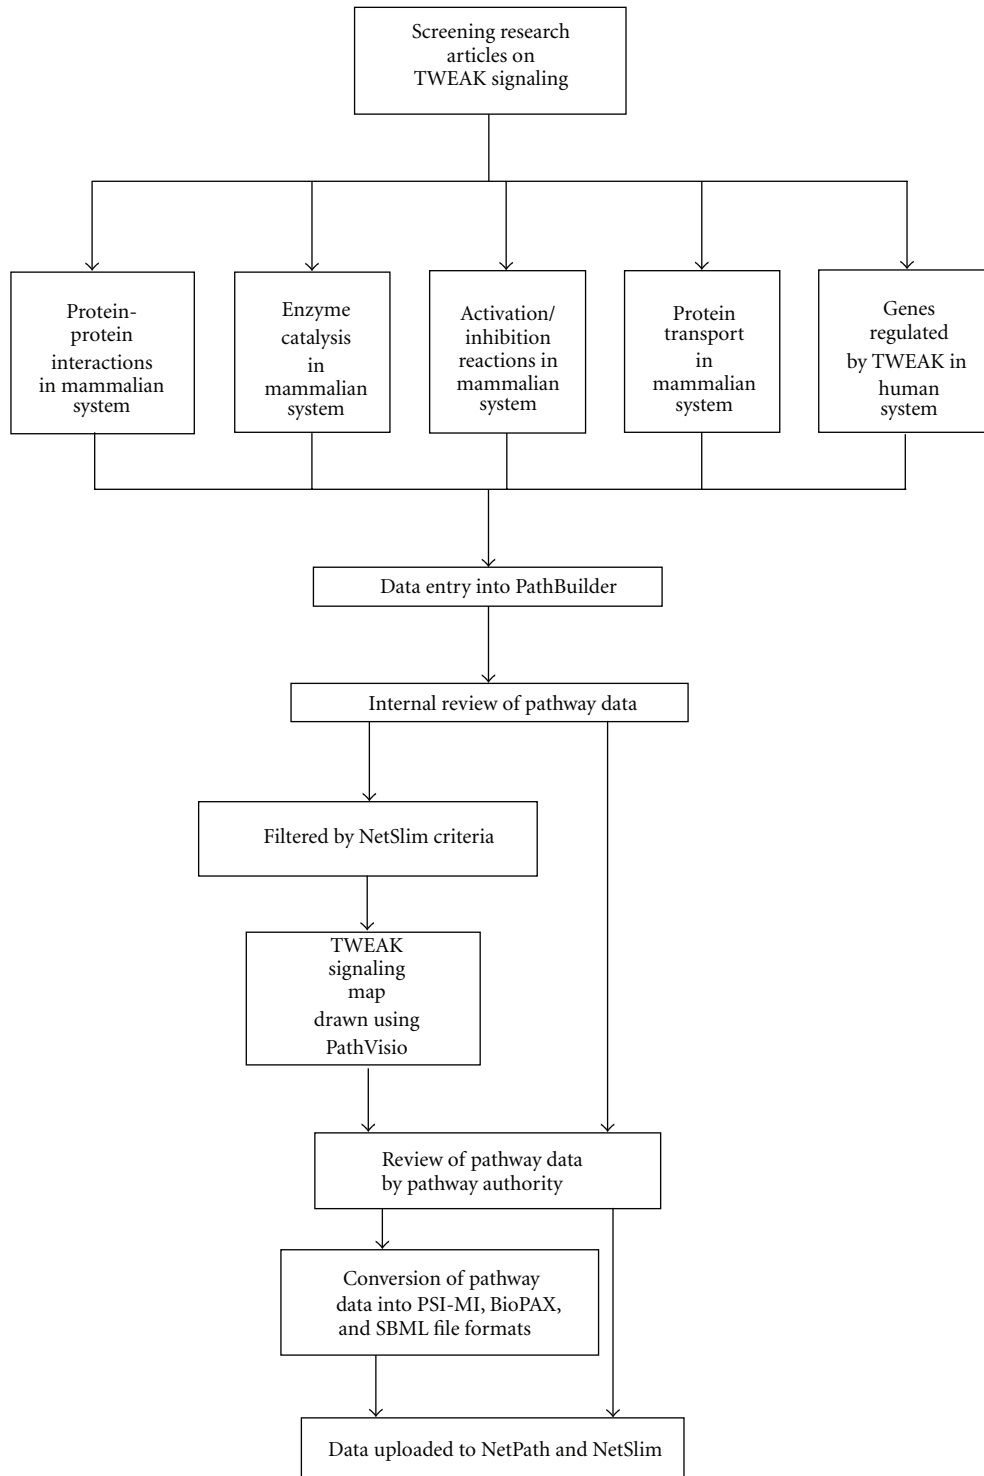 Screening research
articles on
TWEAK signaling
Protein-
protein
interactions
in mammalian
system
Enzyme
catalysis
in
mammalian
system
Activation/
inhibition
reactions in
mammalian
system
Protein
transport
in
mammalian
system
Genes
regulated
by TWEAK in
human
system
Data entry into PathBuilder
Internal review of pathway data
Filtered by NetSlim criteria
TWEAK
signaling
map
drawn using
PathVisio
Review of pathway data
by pathway authority
Conversion of pathway
data into PSI-MI, BioPAX,
and SBML file formats
Data uploaded to NetPath and NetSlim